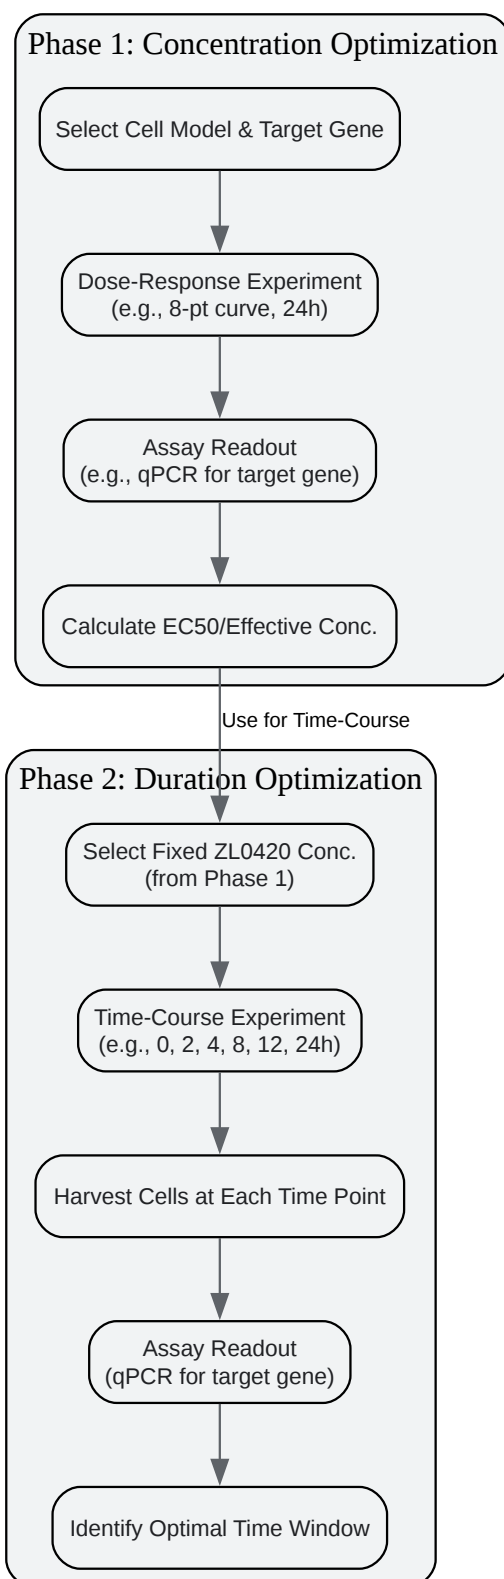 Phase 1: Concentration Optimization
Select Cell Model & Target Gene
Dose-Response Experiment
(e.g., 8-pt curve, 24h)
Assay Readout
(e.g., qPCR for target gene)
Calculate EC50/Effective Conc.
Use for Time-Course
Phase 2: Duration Optimization
Select Fixed ZL0420 Conc.
(from Phase 1)
Time-Course Experiment
(e.g., 0, 2, 4, 8, 12, 24h)
Harvest Cells at Each Time Point
Assay Readout
(qPCR for target gene)
Identify Optimal Time Window